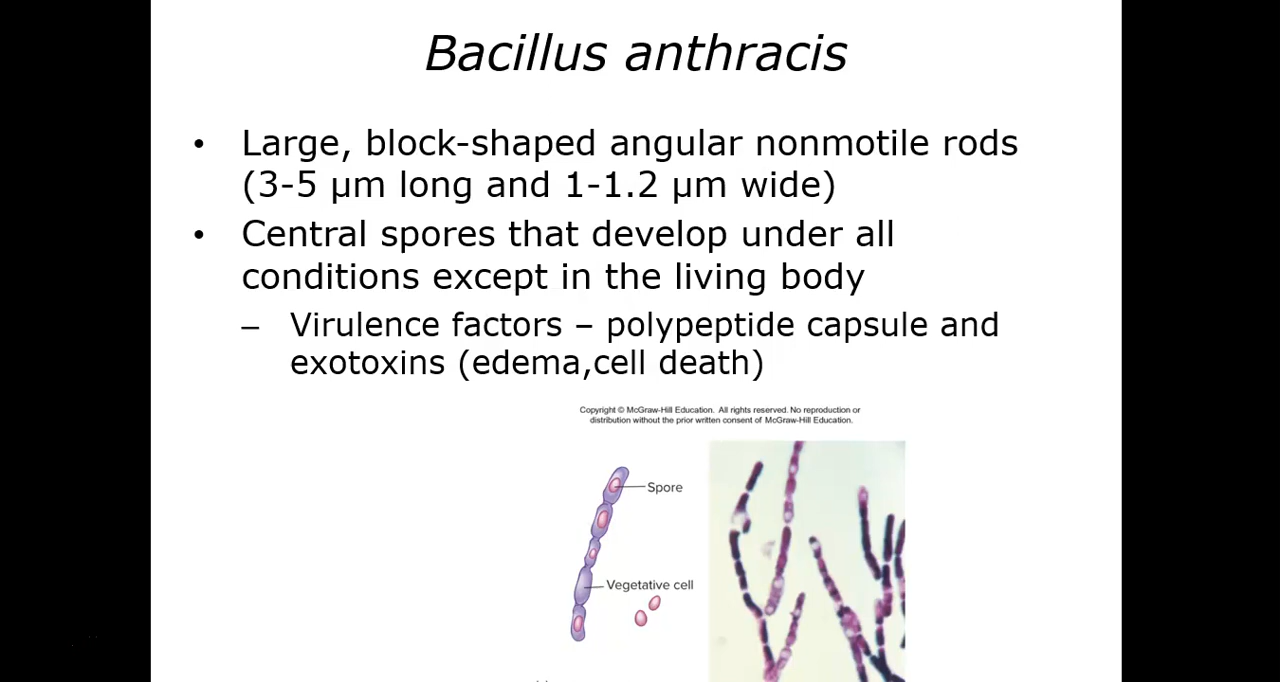 Bacillus anthracis
• Large, block-shaped angular nonmotile rods
(3-5 µm long and 1-1.2 µm wide)
• Central spores that develop under all
conditions except in the living body
– Virulence factors – polypeptide capsule and
exotoxins (edema,cell death)
Copyright © McGraw-Hill Education. All rights reserved. No reproduction or
distribution without the prior written consent of McGraw-Hill Education.
Spore
Vegetative cell